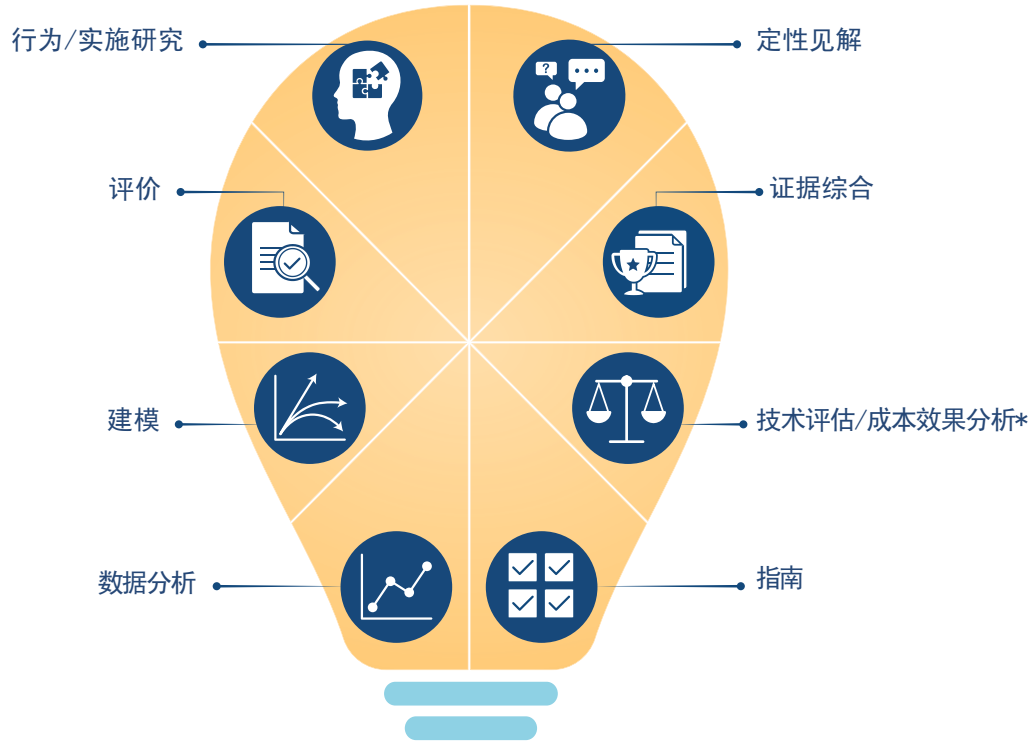 行为/实施研究
定性见解
评价
证据综合
建模
技术评估/成本效果分析*
数据分析
指南
?